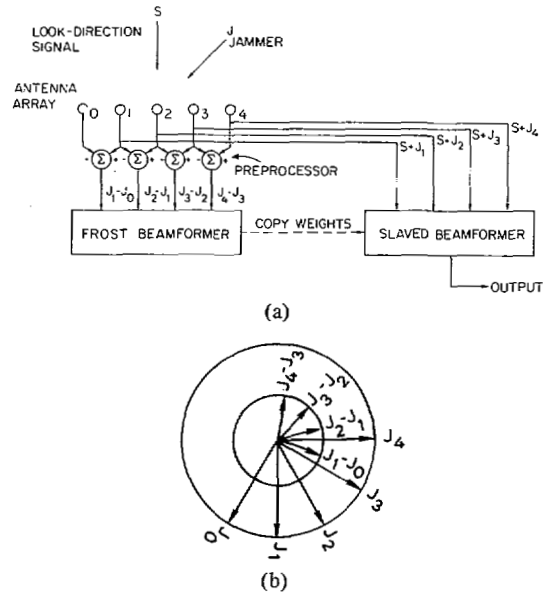 S
LOOK-DIRECTION
SIGNAL
J
JAMMER
ANTENNA
ARRAY
0 1 2 3 4
S+J₁ S+J₂ S+J₃ S+J₄
- Σ + - Σ + - Σ + - Σ +
PREPROCESSOR
J₁-J₀ J₂-J₁ J₃-J₂ J₄-J₃
FROST BEAMFORMER
COPY WEIGHTS
SLAVED BEAMFORMER
OUTPUT
(a)
J₄-J₃
J₃-J₂
J₂-J₁
J₄
J₁-J₀
J₃
J₀
J₁
J₂
(b)